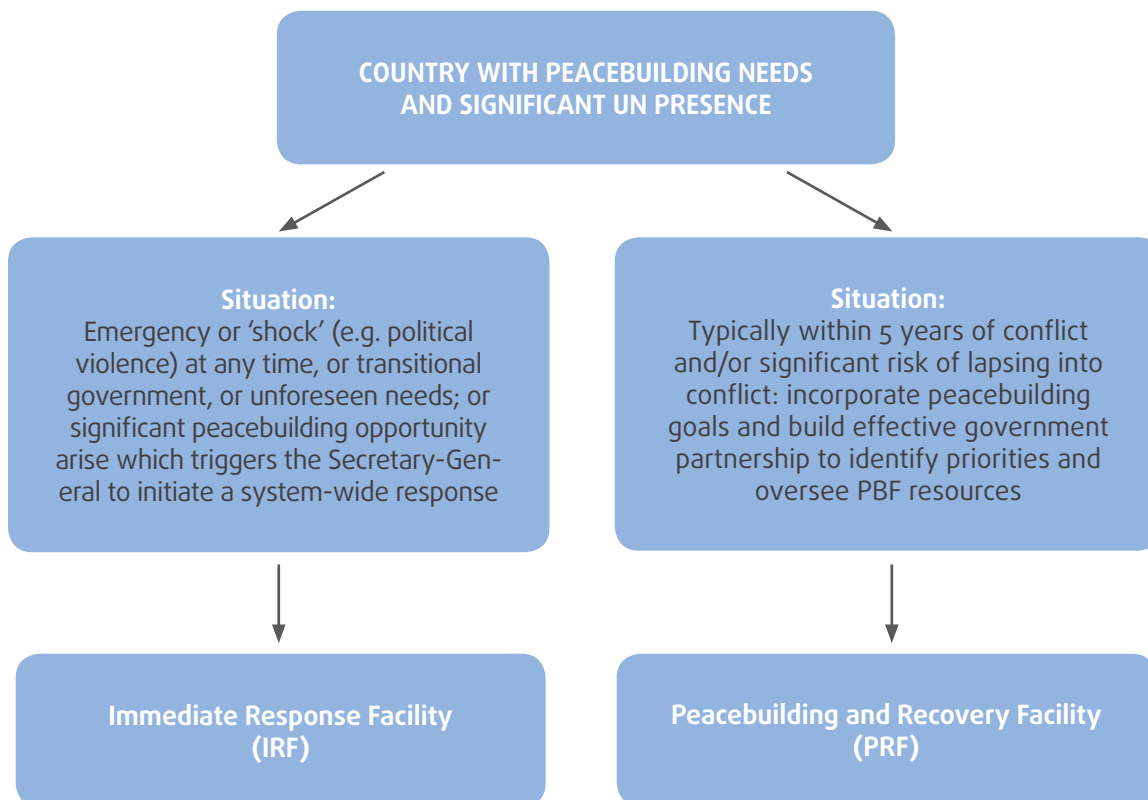 COUNTRY WITH PEACEBUILDING NEEDS
AND SIGNIFICANT UN PRESENCE
Situation:
Emergency or ‘shock’ (e.g. political
violence) at any time, or transitional
government, or unforeseen needs; or
significant peacebuilding opportunity
arise which triggers the Secretary-Gen-
eral to initiate a system-wide response
Situation:
Typically within 5 years of conflict
and/or significant risk of lapsing into
conflict: incorporate peacebuilding
goals and build effective government
partnership to identify priorities and
oversee PBF resources
Immediate Response Facility
(IRF)
Peacebuilding and Recovery Facility
(PRF)